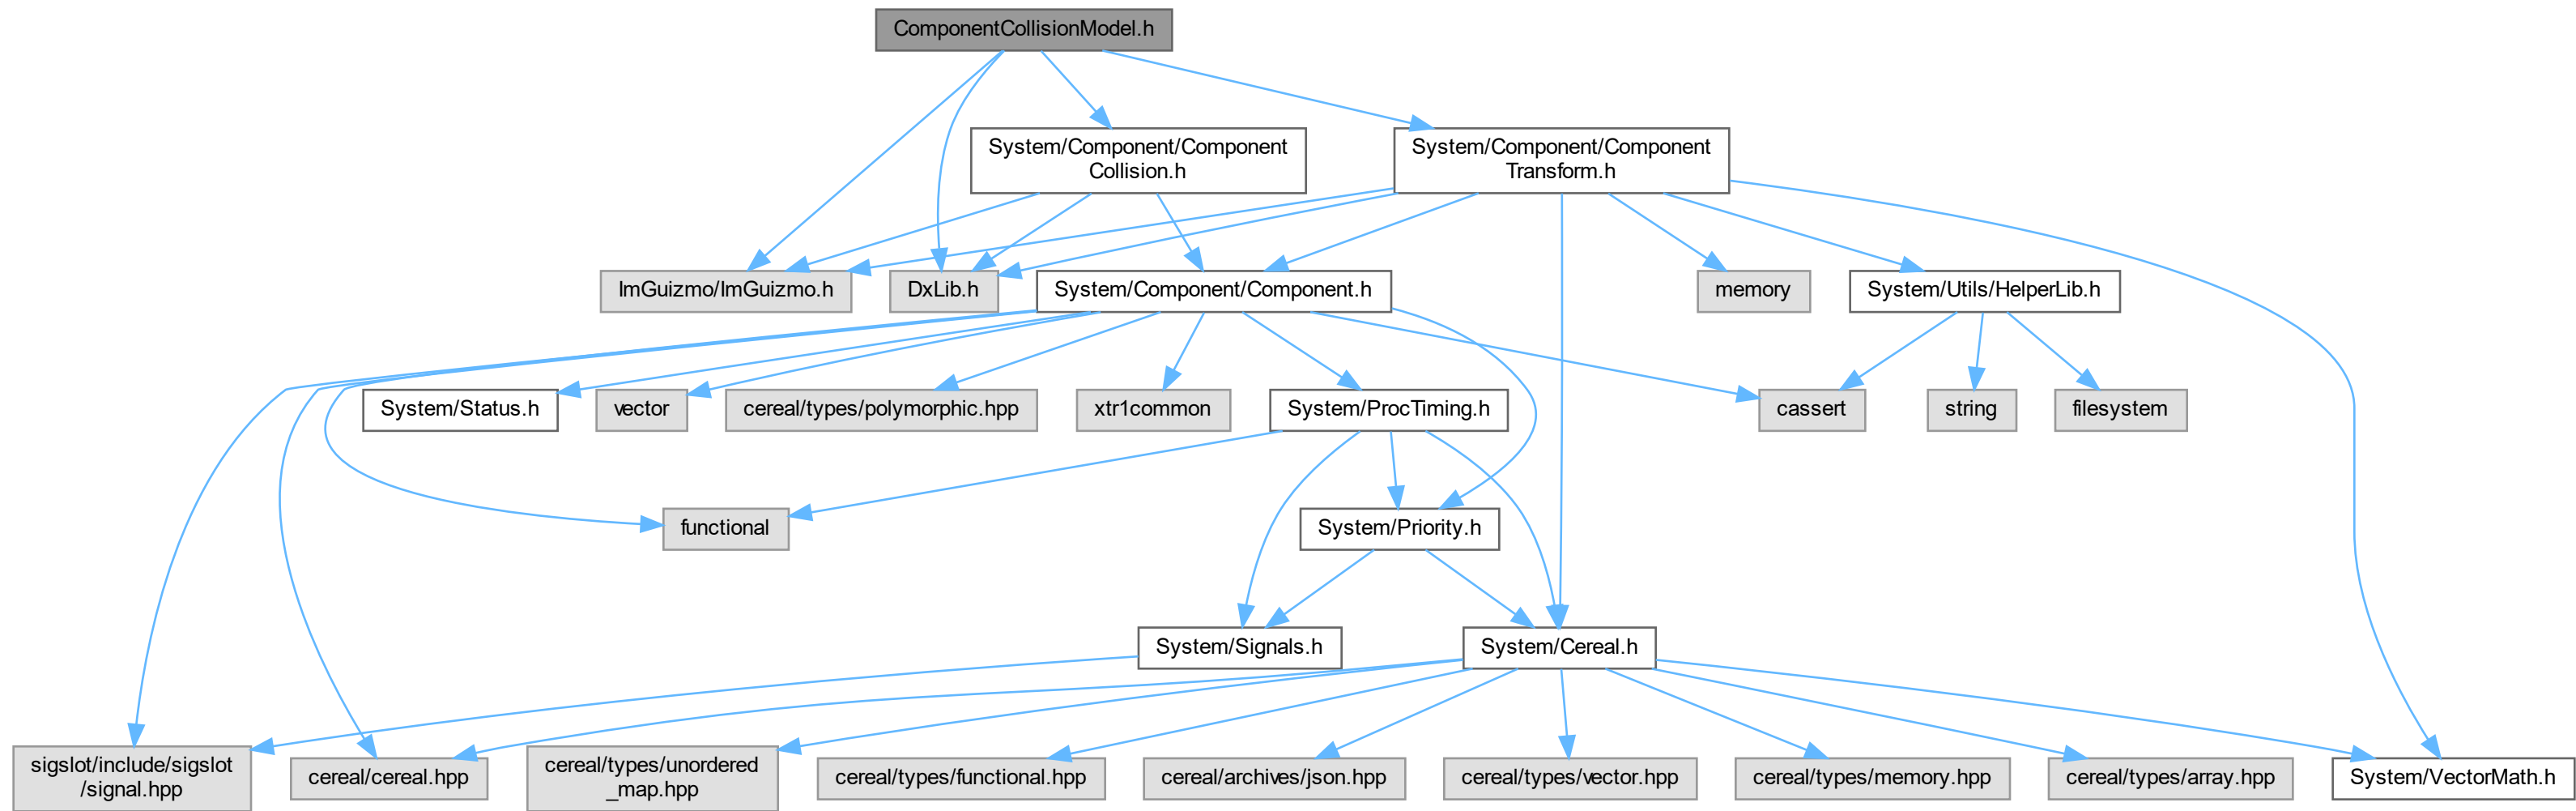 ComponentCollisionModel.h
System/Component/Component
Collision.h
System/Component/Component
Transform.h
ImGuizmo/ImGuizmo.h
DxLib.h
System/Component/Component.h
memory
System/Utils/HelperLib.h
System/Status.h
vector
cereal/types/polymorphic.hpp
xtr1common
System/ProcTiming.h
cassert
string
filesystem
functional
System/Priority.h
System/Signals.h
System/Cereal.h
sigslot/include/sigslot
/signal.hpp
cereal/cereal.hpp
cereal/types/unordered
_map.hpp
cereal/types/functional.hpp
cereal/archives/json.hpp
cereal/types/vector.hpp
cereal/types/memory.hpp
cereal/types/array.hpp
System/VectorMath.h